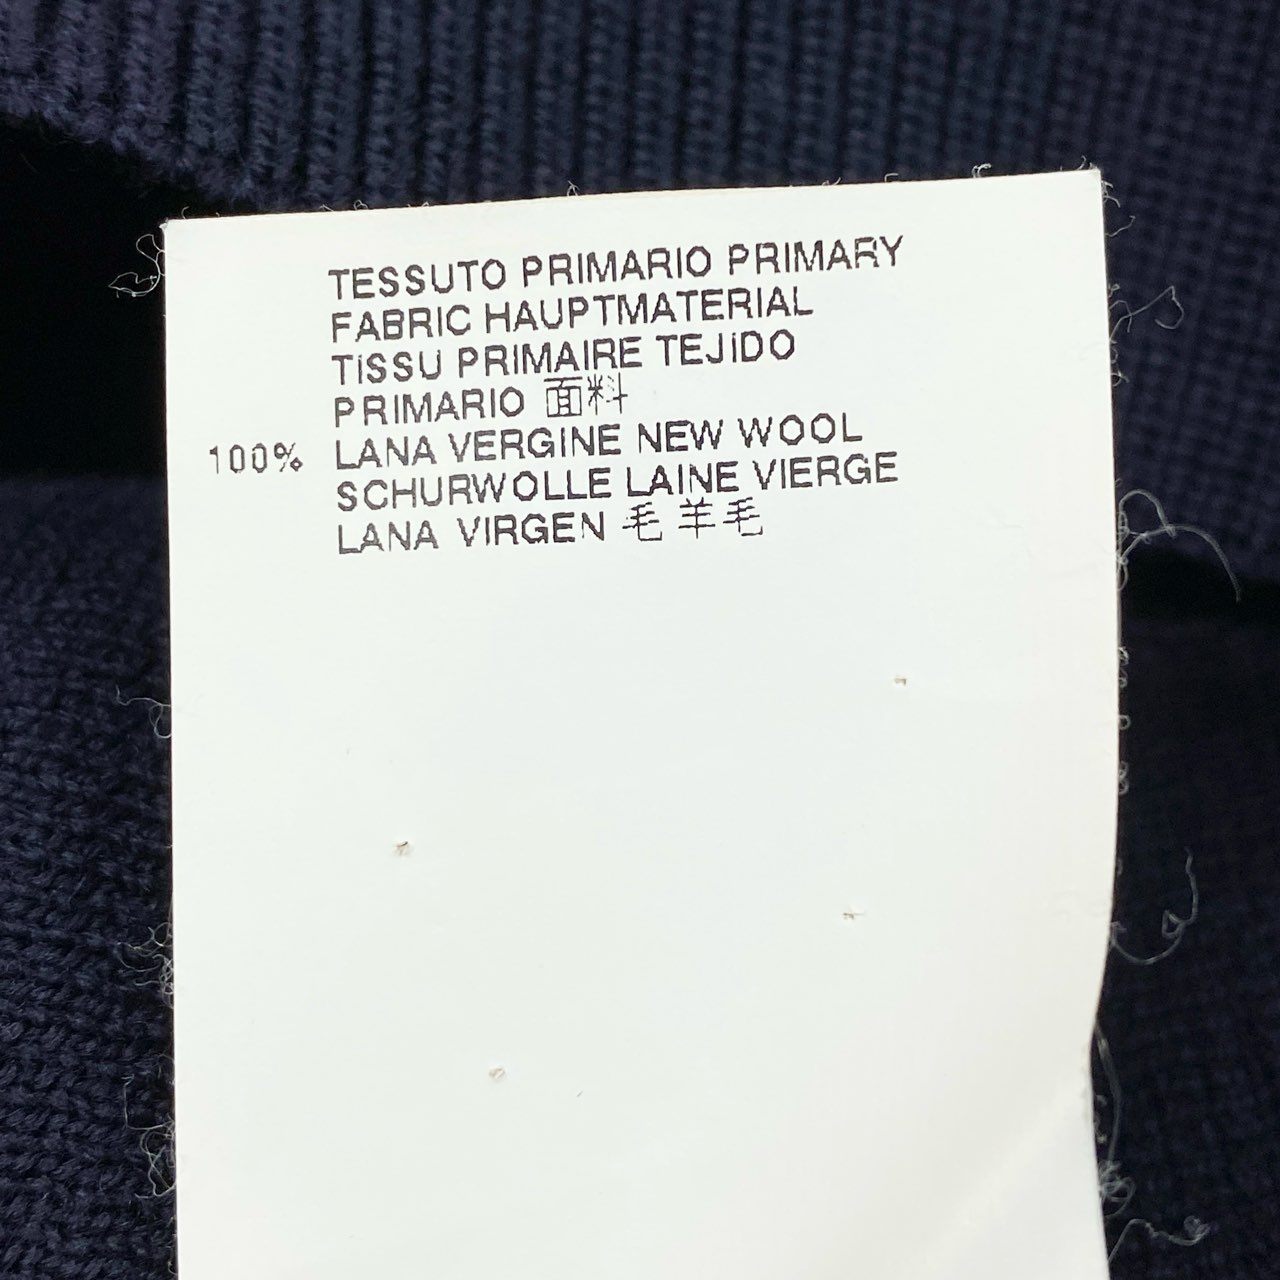 TESSUTO PRIMARIO PRIMARY
FABRIC HAUPTMATERIAL
TiSSU PRIMAIRE TEJiDO
PRIMARIO 面料
100% LANA VERGINE NEW WOOL
SCHURWOLLE LAINE VIERGE
LANA VIRGEN 毛 羊毛